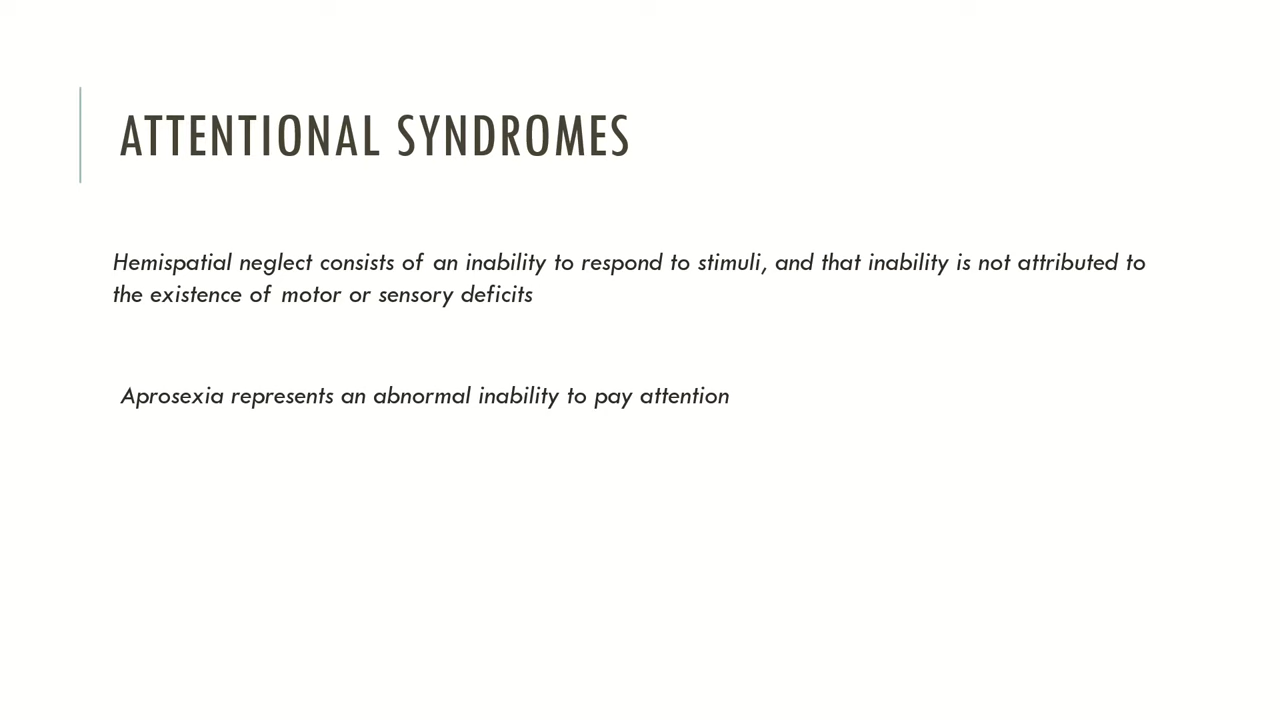 ATTENTIONAL SYNDROMES
Hemispatial neglect consists of an inability to respond to stimuli, and that inability is not attributed to
the existence of motor or sensory deficits
Aprosexia represents an abnormal inability to pay attention